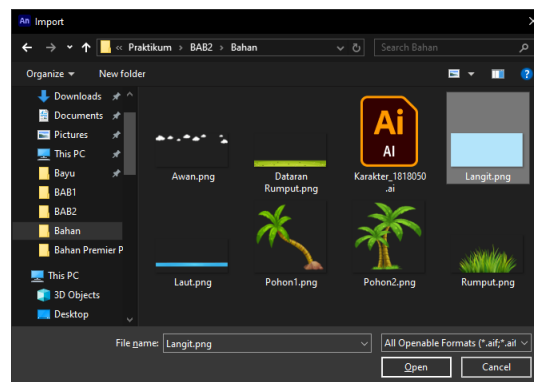 An Import
« Praktikum > BAB2 > Bahan
Search Bahan
Organize
New folder
Downloads
Documents
Pictures
This PC
Bayu
BAB1
BAB2
Bahan
Bahan Premier P
This PC
3D Objects
Desktop
Ai
AI
Awan.png
Dataran
Rumput.png
Karakter_1818050
.ai
Langit.png
Laut.png
Pohon1.png
Pohon2.png
Rumput.png
File name:
Langit.png
All Openable Formats (*.aif;*.aif
Open
Cancel